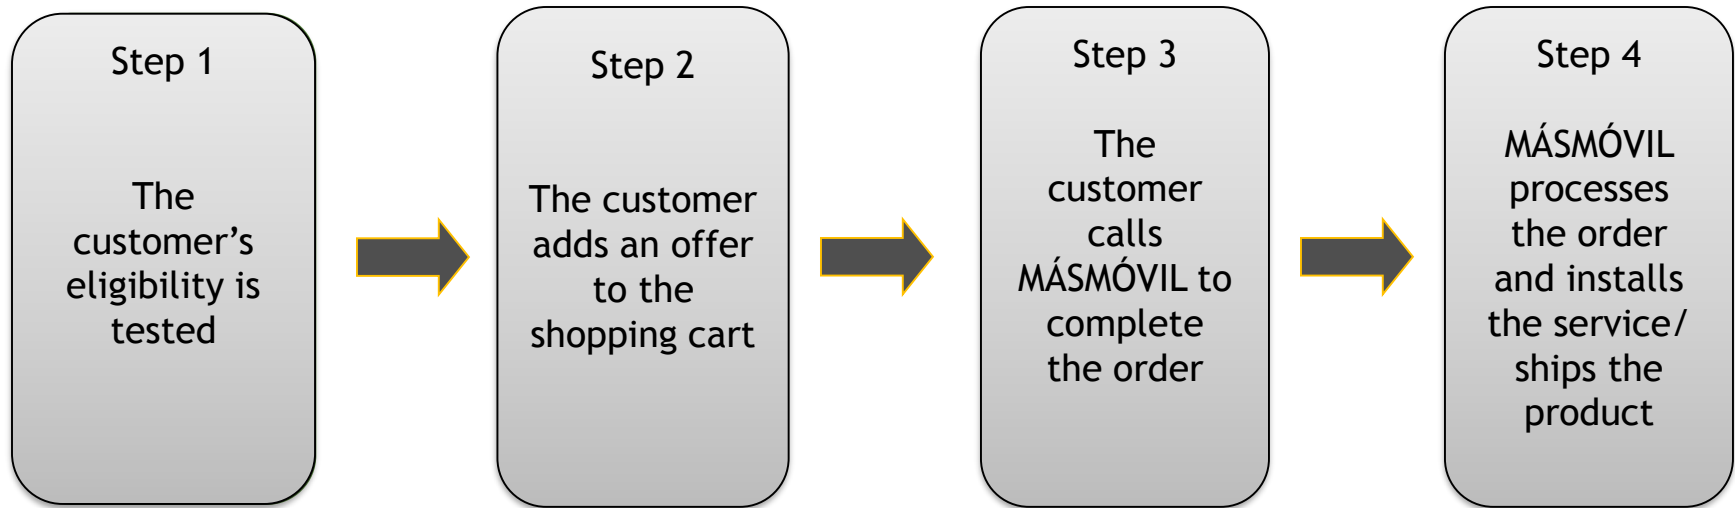 Step 1
The
customer’s
eligibility is
tested
Step 2
The customer
adds an offer
to the
shopping cart
Step 3
The
customer
calls
MÁSMÓVIL to
complete
the order
Step 4
MÁSMÓVIL
processes
the order
and installs
the service/
ships the
product